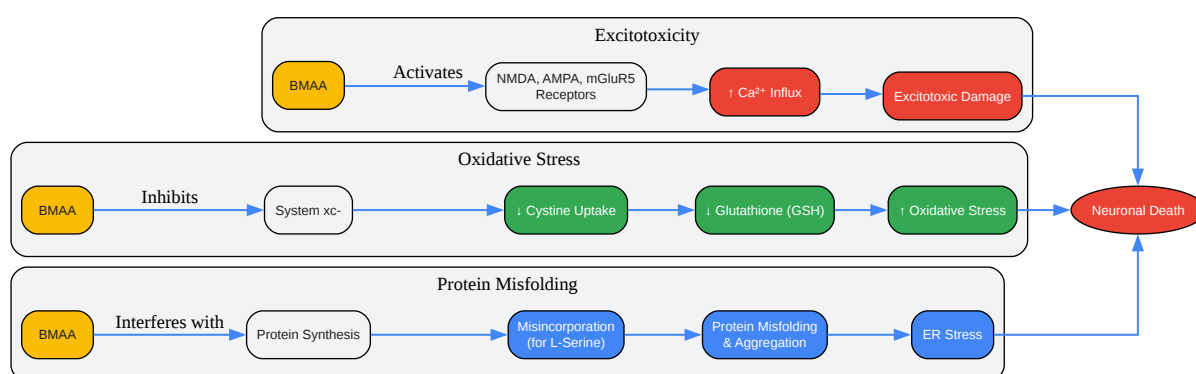 Excitotoxicity
BMAA
Activates
NMDA, AMPA, mGluR5
Receptors
↑ Ca²⁺ Influx
Excitotoxic Damage
Oxidative Stress
BMAA
Inhibits
System xc-
↓ Cystine Uptake
↓ Glutathione (GSH)
↑ Oxidative Stress
Neuronal Death
Protein Misfolding
BMAA
Interferes with
Protein Synthesis
Misincorporation
(for L-Serine)
Protein Misfolding
& Aggregation
ER Stress